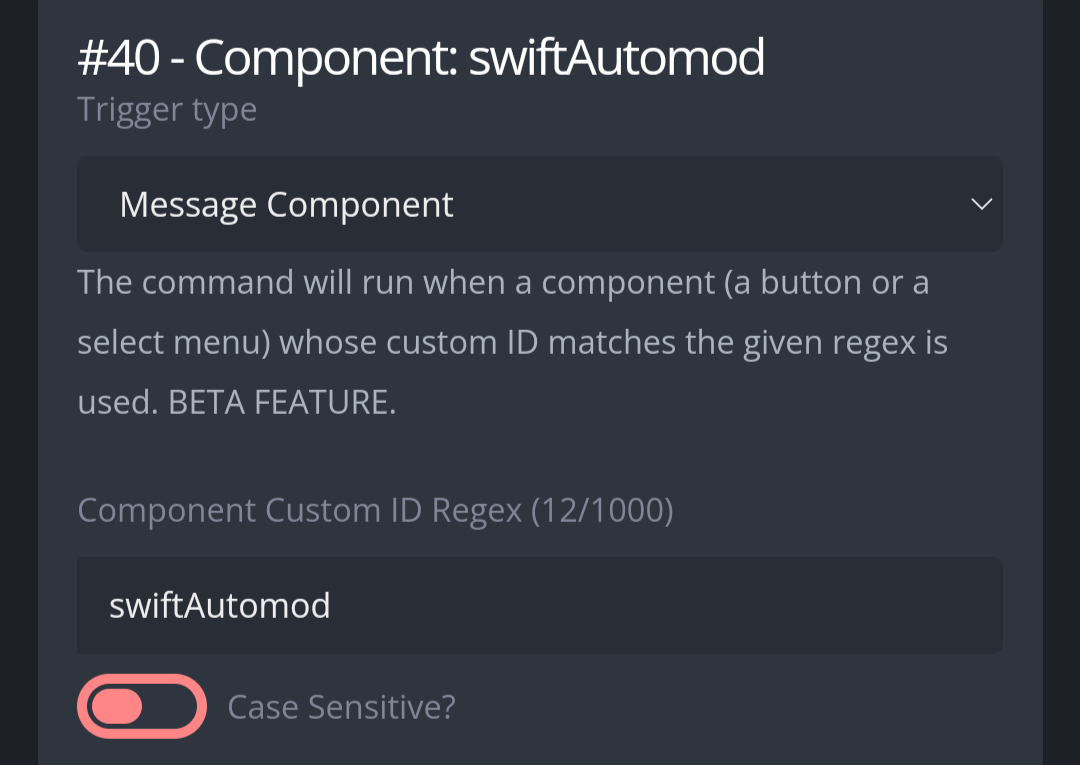 #40 - Component: swiftAutomod
Trigger type
Message Component
The command will run when a component (a button or a
select menu) whose custom ID matches the given regex is
used. BETA FEATURE.
Component Custom ID Regex (12/1000)
swiftAutomod
Case Sensitive?